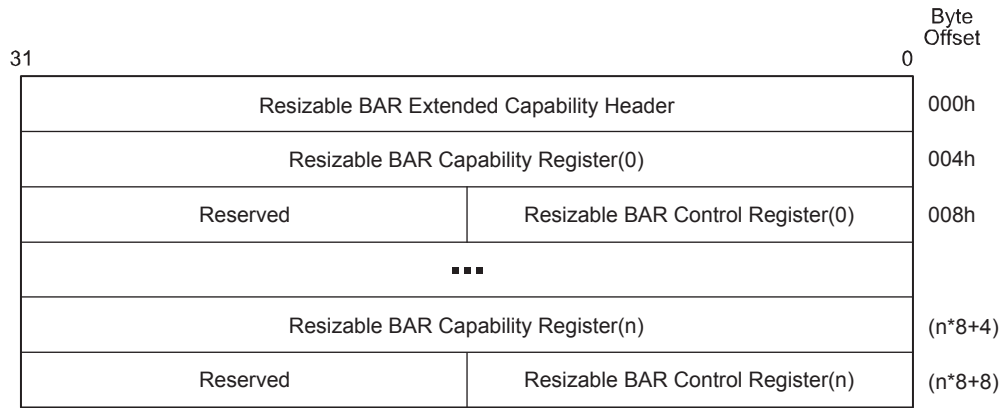 Byte
Offset
31 0
Resizable BAR Extended Capability Header 000h
Resizable BAR Capability Register(0) 004h
Reserved Resizable BAR Control Register(0) 008h
...
Resizable BAR Capability Register(n) (n*8+4)
Reserved Resizable BAR Control Register(n) (n*8+8)